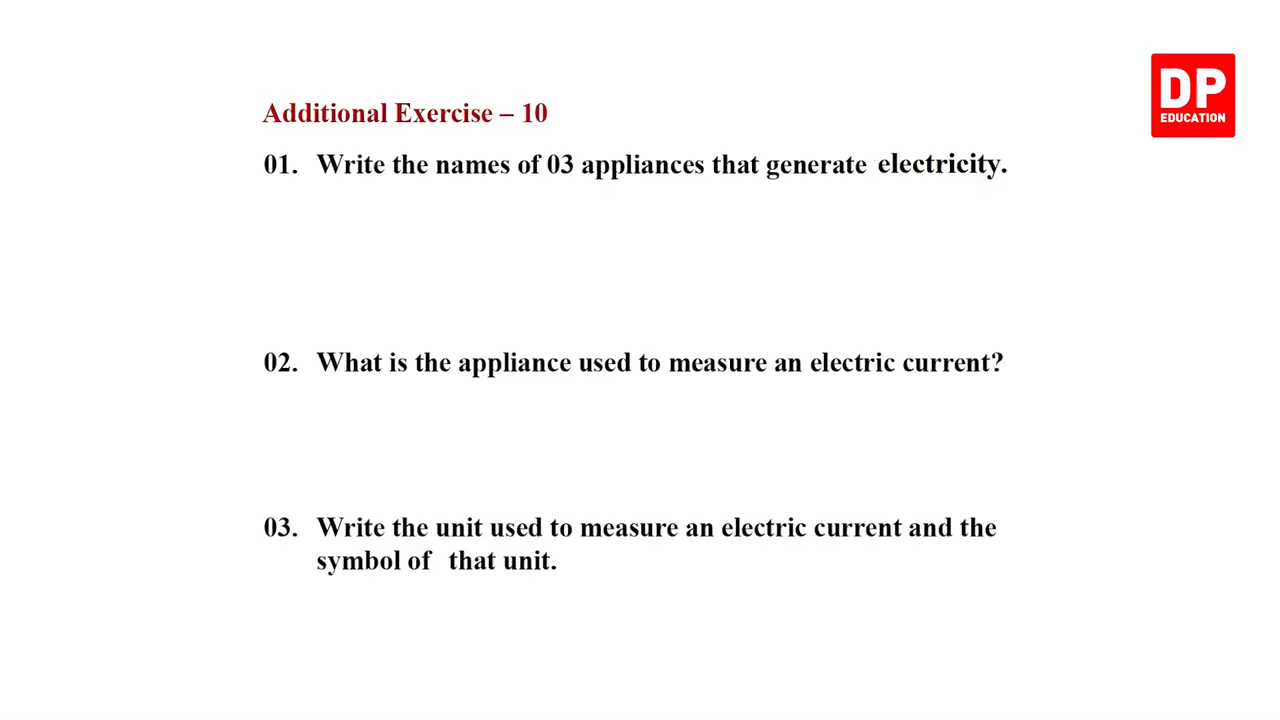 DP
EDUCATION
Additional Exercise – 10
01. Write the names of 03 appliances that generate electricity.
02. What is the appliance used to measure an electric current?
03. Write the unit used to measure an electric current and the
symbol of that unit.